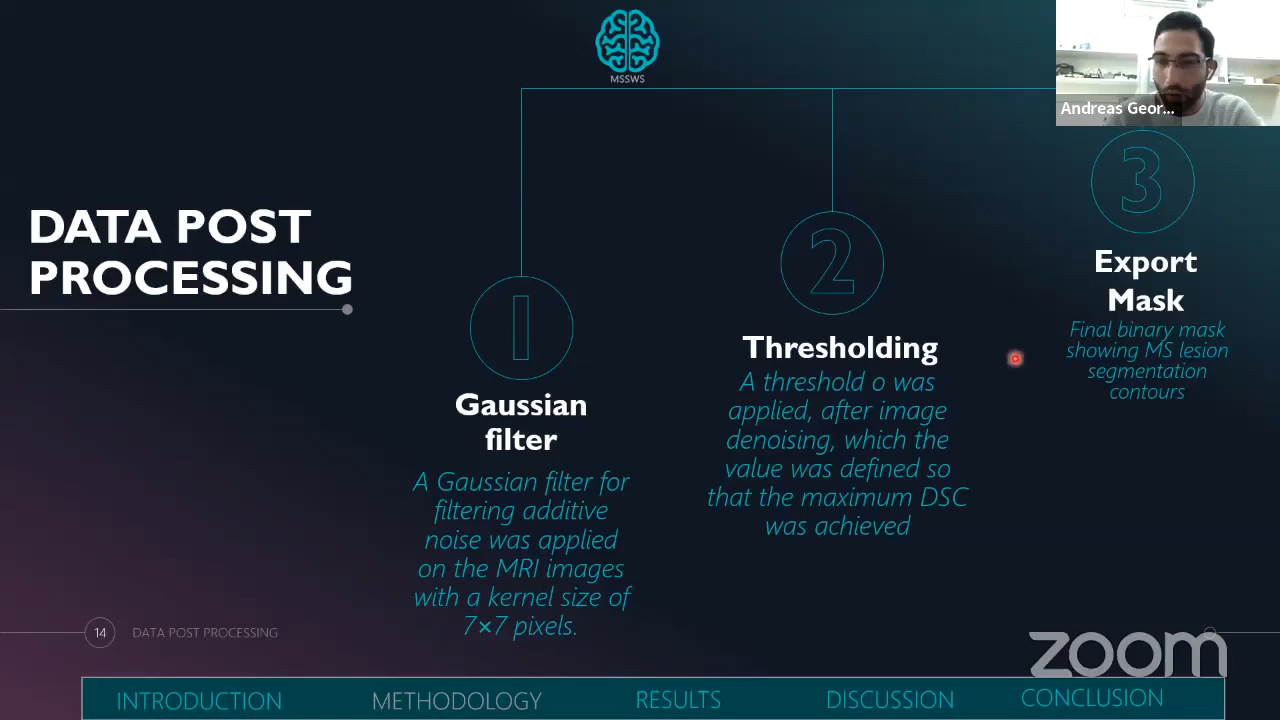 MSSWS
Andreas Geor...
DATA POST
PROCESSING
1
Gaussian
filter
A Gaussian filter for
filtering additive
noise was applied
on the MRI images
with a kernel size of
7×7 pixels.
2
Thresholding
A threshold o was
applied, after image
denoising, which the
value was defined so
that the maximum DSC
was achieved
3
Export
Mask
Final binary mask
showing MS lesion
segmentation
contours
14 DATA POST PROCESSING
zoom
INTRODUCTION METHODOLOGY RESULTS DISCUSSION CONCLUSION